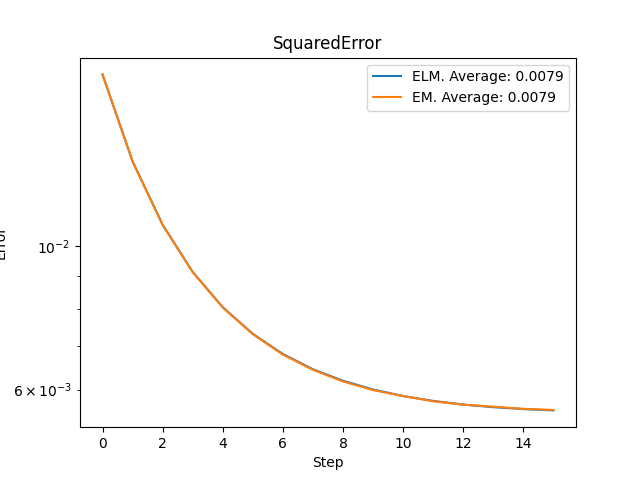 SquaredError
ELM. Average: 0.0079
EM. Average: 0.0079
Error
10⁻²
6 × 10⁻³
0 2 4 6 8 10 12 14
Step